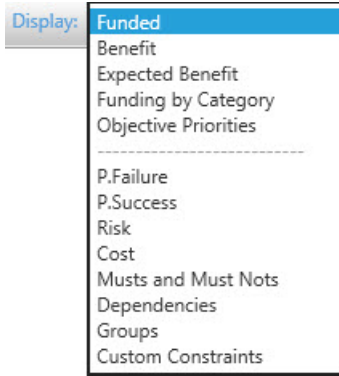 Display: Funded
Benefit
Expected Benefit
Funding by Category
Objective Priorities
----------------------------
P.Failure
P.Success
Risk
Cost
Musts and Must Nots
Dependencies
Groups
Custom Constraints